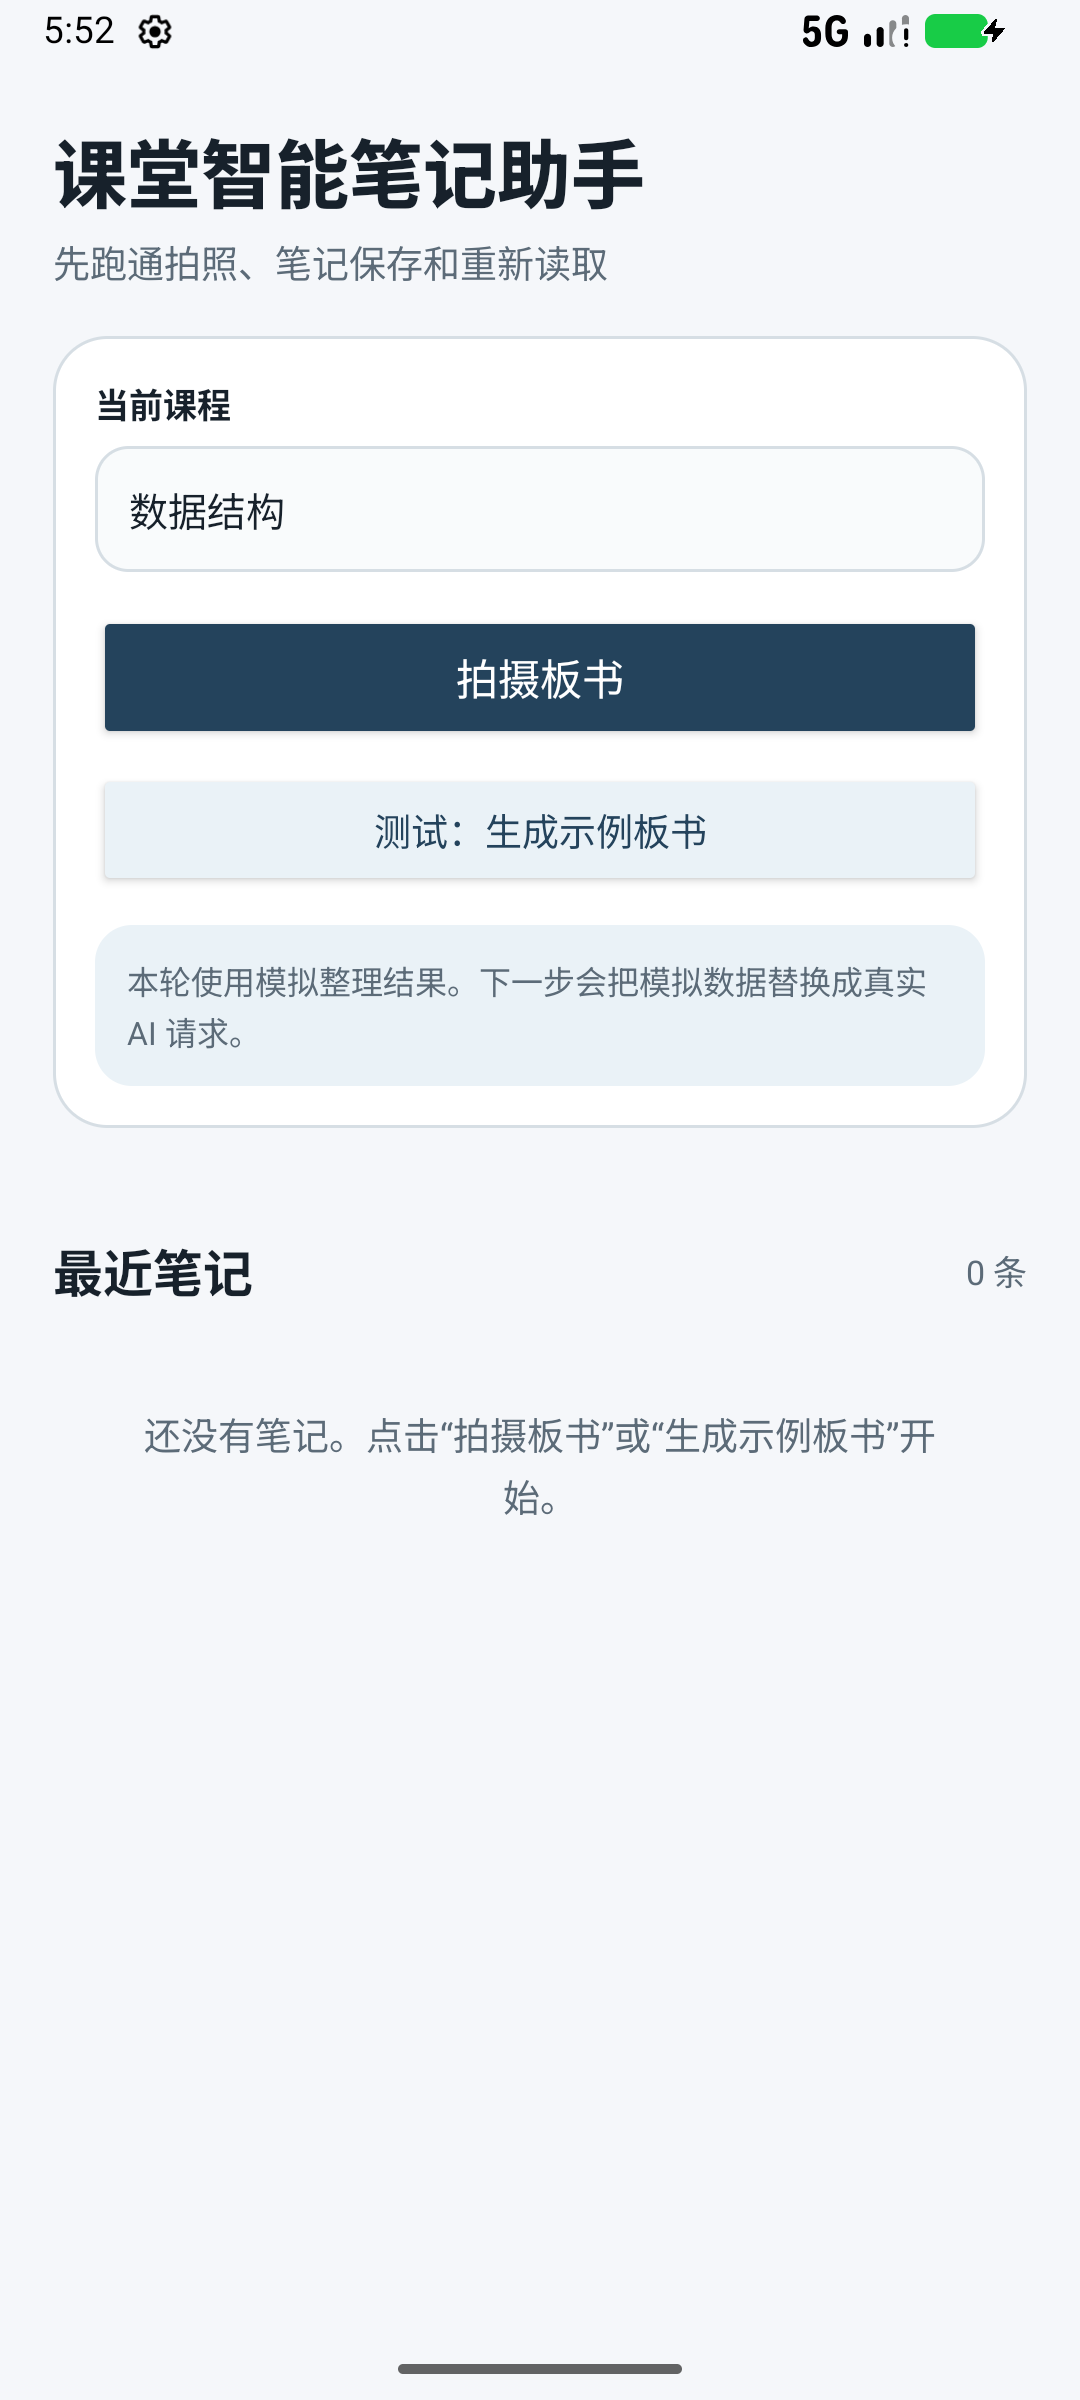 5:52
5G
课堂智能笔记助手
先跑通拍照、笔记保存和重新读取
当前课程
数据结构
拍摄板书
测试：生成示例板书
本轮使用模拟整理结果。下一步会把模拟数据替换成真实
AI 请求。
最近笔记
0 条
还没有笔记。点击“拍摄板书”或“生成示例板书”开
始。